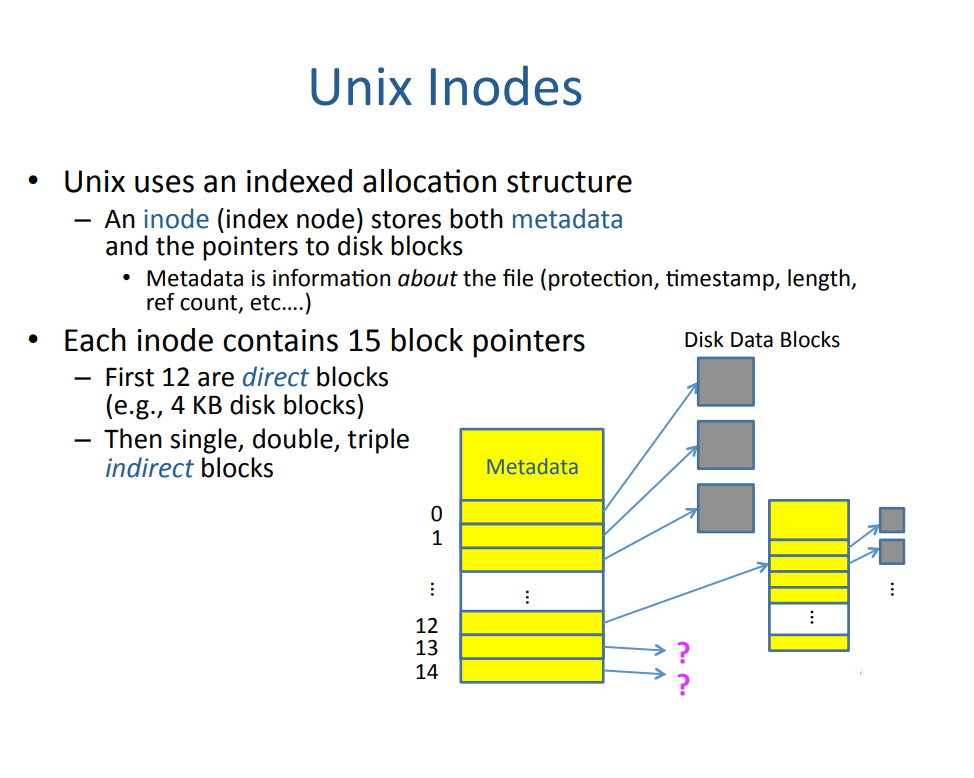 Unix Inodes
• Unix uses an indexed allocation structure
– An inode (index node) stores both metadata
and the pointers to disk blocks
• Metadata is information about the file (protection, timestamp, length,
ref count, etc.…)
• Each inode contains 15 block pointers
– First 12 are direct blocks
(e.g., 4 KB disk blocks)
– Then single, double, triple
indirect blocks
Disk Data Blocks
Metadata
0
1
⋮
⋮
12
13
14
?
?
⋮
⋮